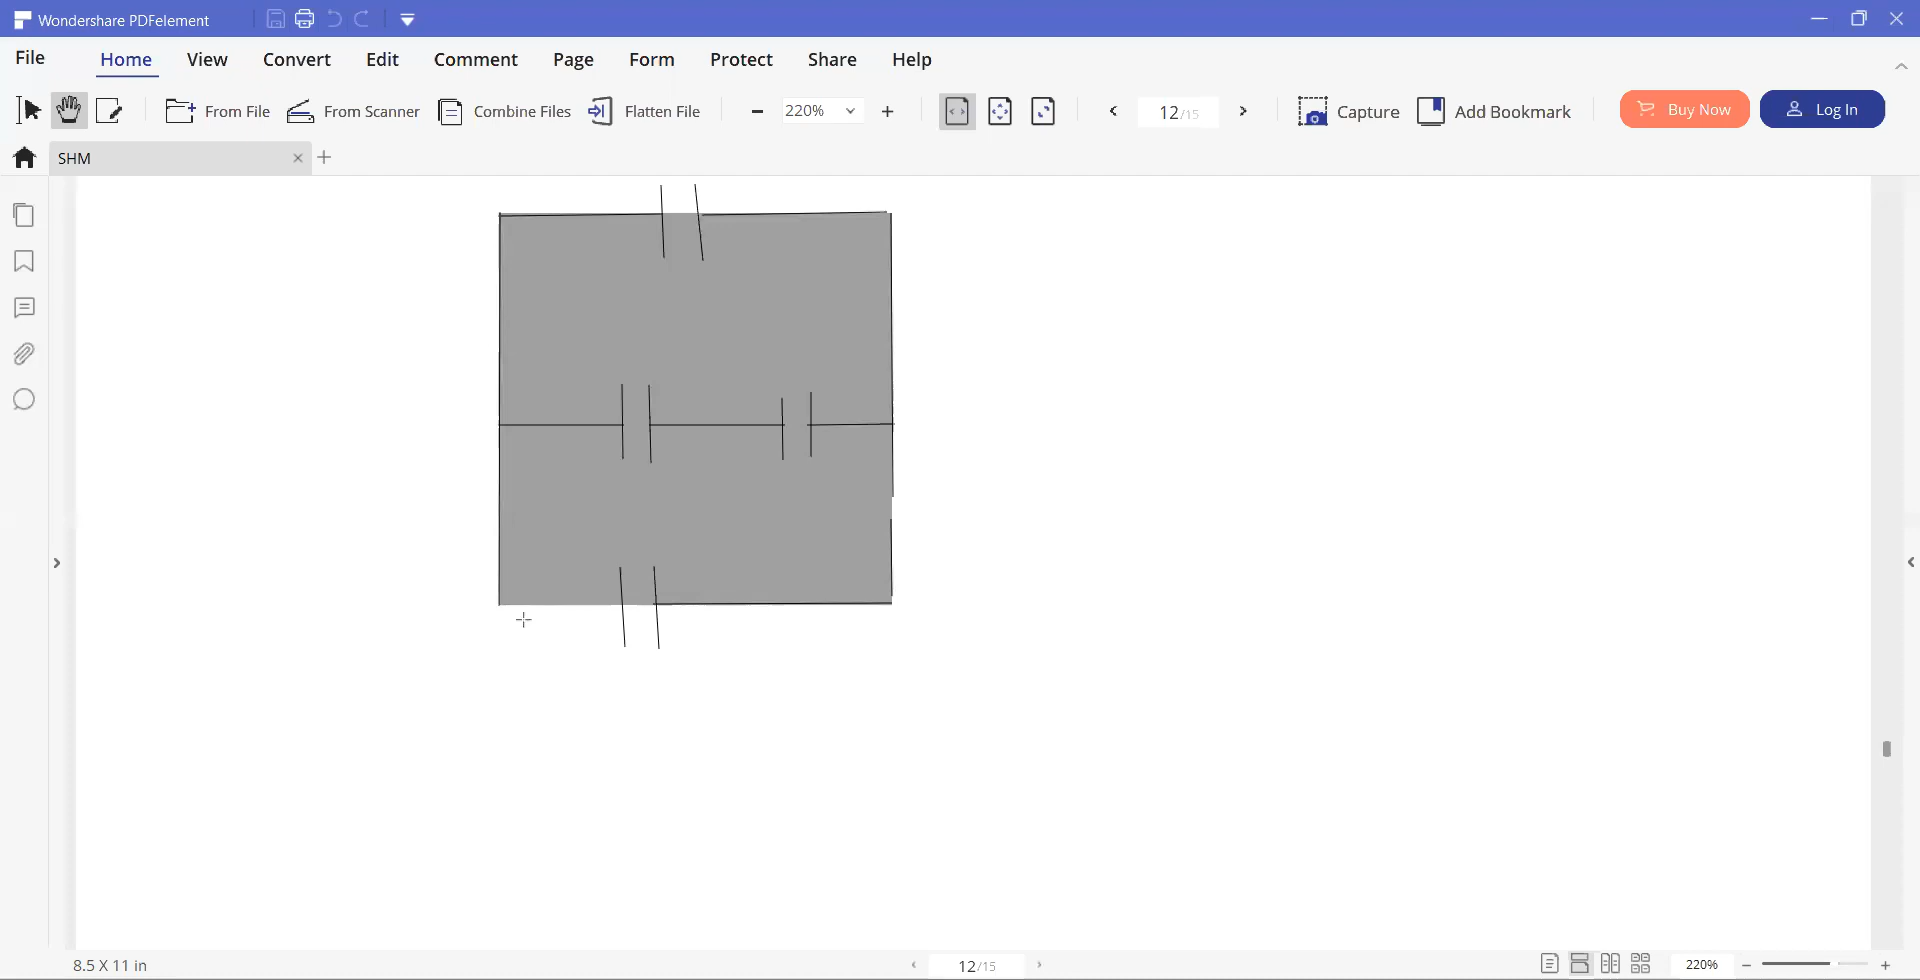 Wondershare PDFelement
File Home View Convert Edit Comment Page Form Protect Share Help
From File From Scanner Combine Files Flatten File 220% 12/15 Capture Add Bookmark Buy Now Log In
SHM
8.5 X 11 in 12/15 220%